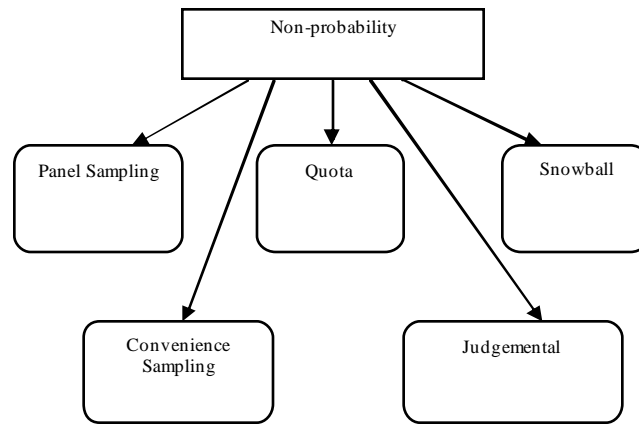 Non-probability
Panel Sampling
Quota
Snowball
Convenience
Sampling
Judgemental